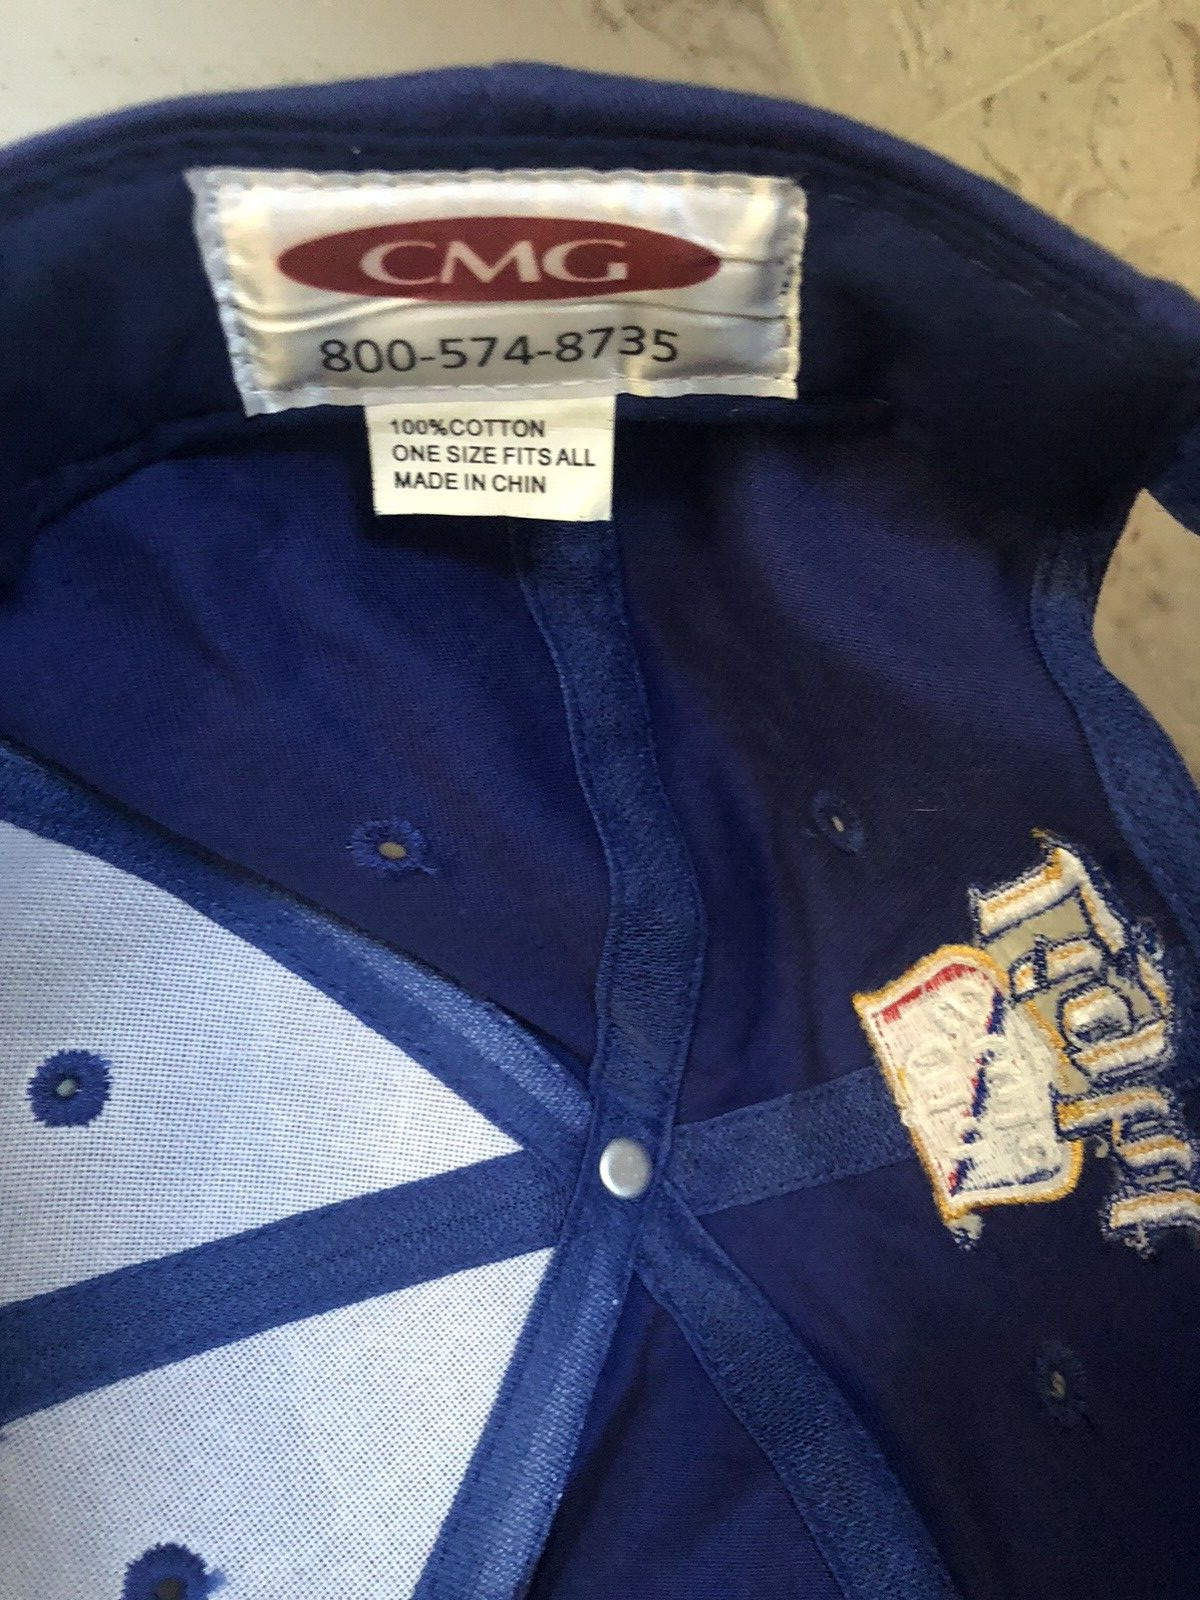 CMG
800-574-8735
100%COTTON
ONE SIZE FITS ALL
MADE IN CHIN